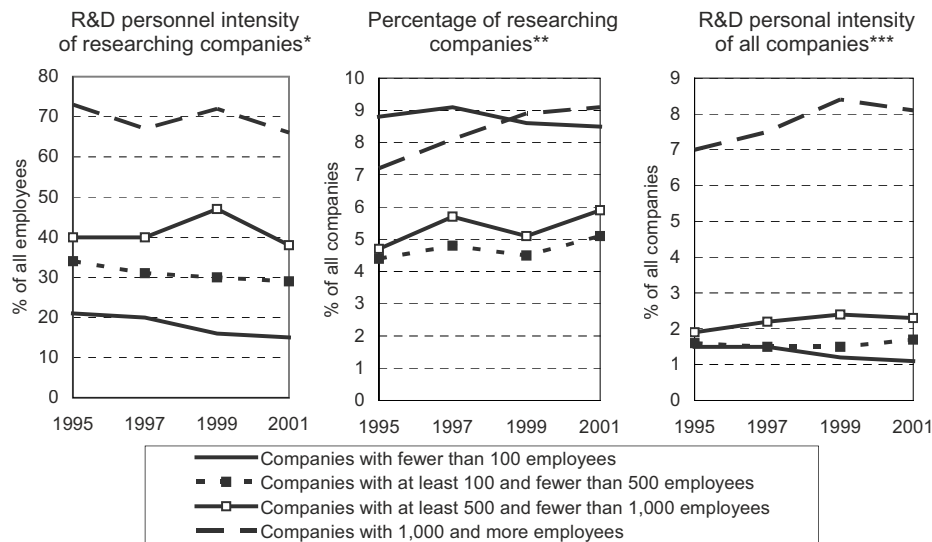 R&D personnel intensity
of researching companies*
% of all employees
80
70
60
50
40
30
20
10
0
1995 1997 1999 2001
Percentage of researching
companies**
% of all companies
10
9
8
7
6
5
4
3
2
1
0
1995 1997 1999 2001
R&D personal intensity
of all companies***
% of all companies
9
8
7
6
5
4
3
2
1
0
1995 1997 1999 2001
Companies with fewer than 100 employees
Companies with at least 100 and fewer than 500 employees
Companies with at least 500 and fewer than 1,000 employees
Companies with 1,000 and more employees